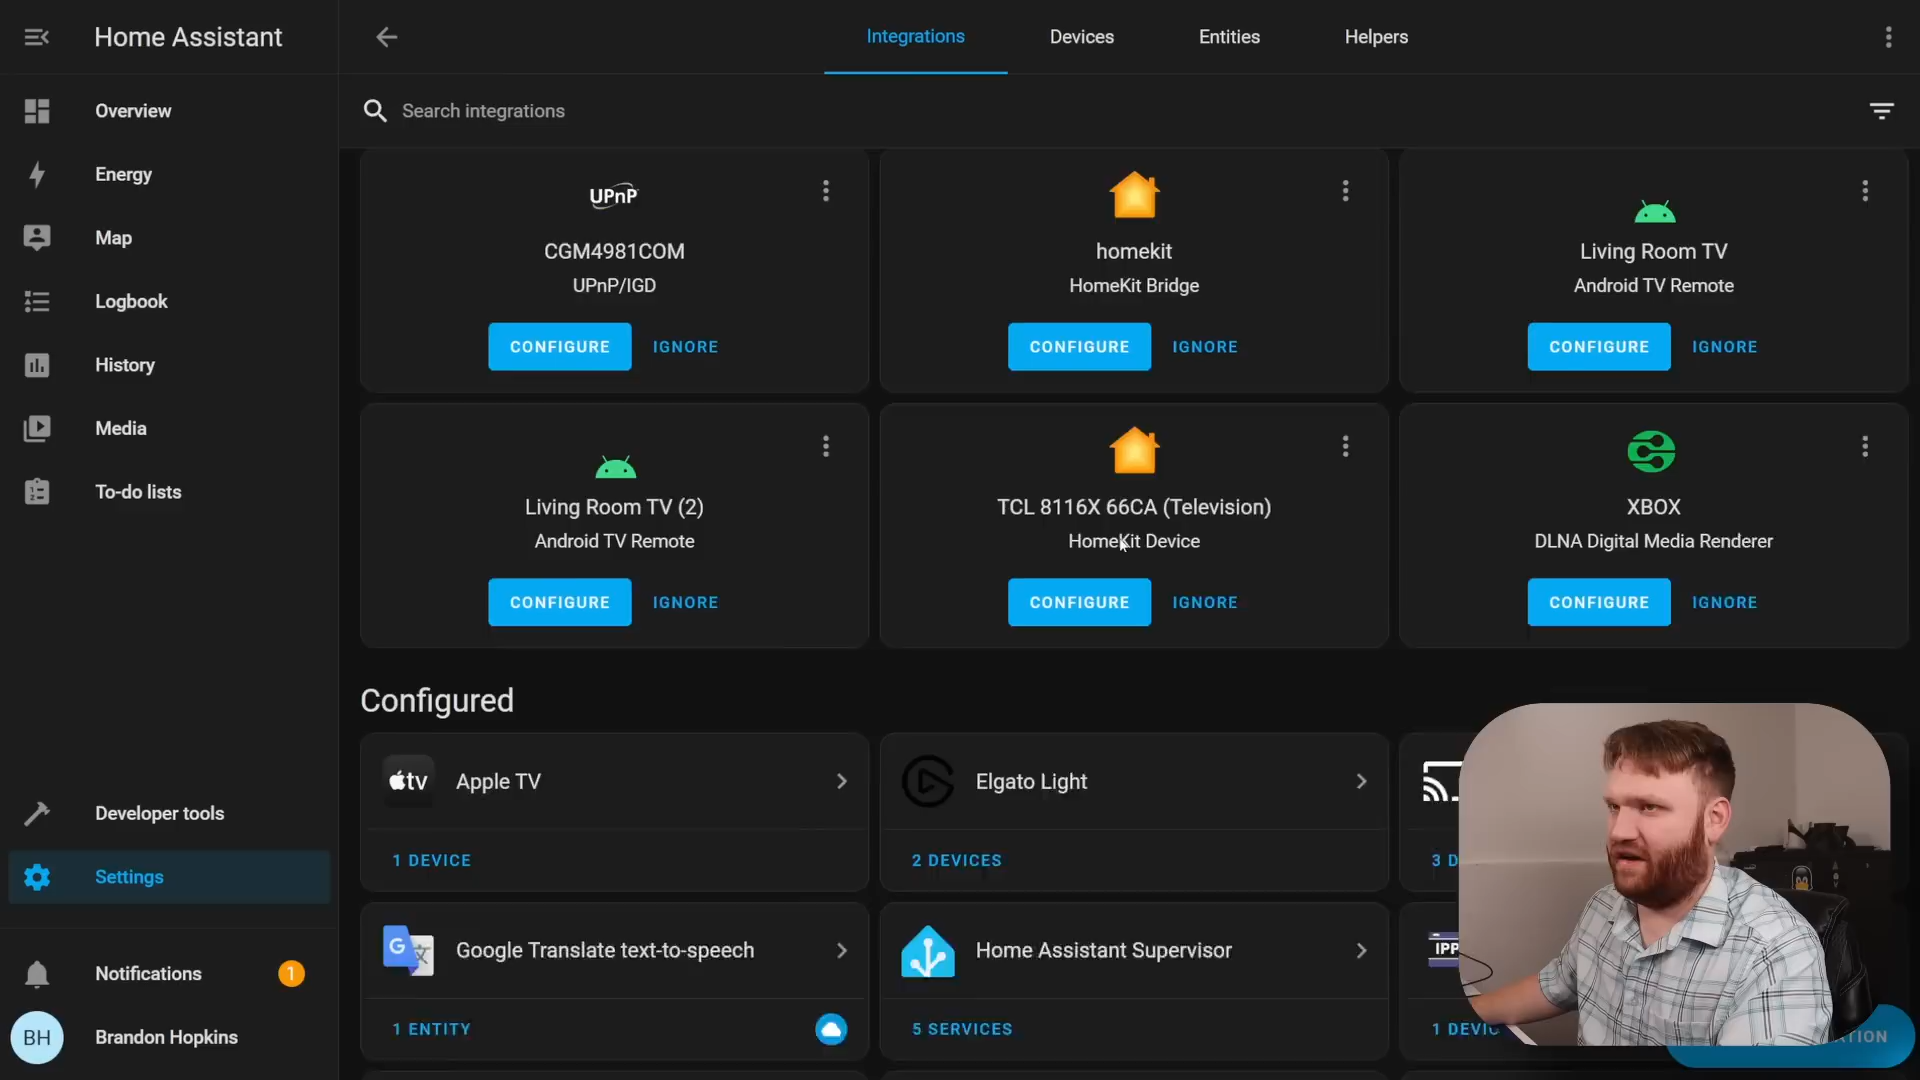 Home Assistant
Integrations
Devices
Entities
Helpers
Search integrations
Overview
Energy
Map
Logbook
History
Media
To-do lists
Developer tools
Settings
Notifications
1
BH
Brandon Hopkins
UPnP
CGM4981COM
UPnP/IGD
CONFIGURE
IGNORE
homekit
HomeKit Bridge
CONFIGURE
IGNORE
Living Room TV
Android TV Remote
CONFIGURE
IGNORE
Living Room TV (2)
Android TV Remote
CONFIGURE
IGNORE
TCL 8116X 66CA (Television)
HomeKit Device
CONFIGURE
IGNORE
XBOX
DLNA Digital Media Renderer
CONFIGURE
IGNORE
Configured
tv
Apple TV
1 DEVICE
Elgato Light
2 DEVICES
3 D
G
Google Translate text-to-speech
1 ENTITY
Home Assistant Supervisor
5 SERVICES
IPP
1 DEVIC
TION